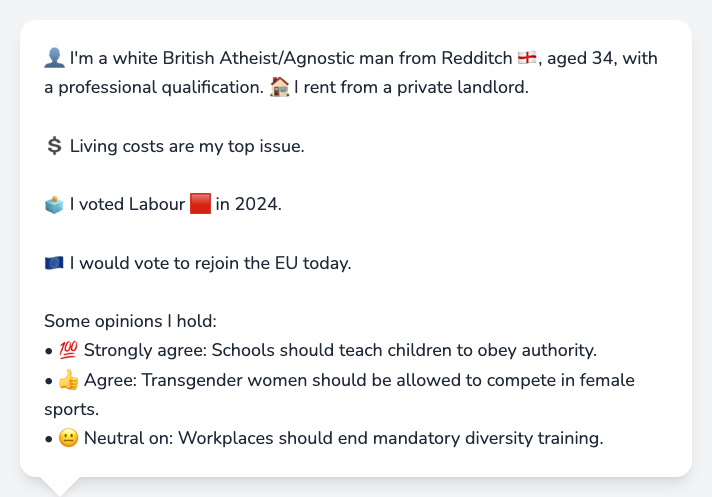 👤 I'm a white British Atheist/Agnostic man from Redditch 🏴󠁧󠁢󠁥󠁮󠁧󠁿, aged 34, with
a professional qualification. 🏠 I rent from a private landlord.
💲 Living costs are my top issue.
🗳️ I voted Labour 🟥 in 2024.
🇪🇺 I would vote to rejoin the EU today.
Some opinions I hold:
• 💯 Strongly agree: Schools should teach children to obey authority.
• 👍 Agree: Transgender women should be allowed to compete in female
sports.
• 😐 Neutral on: Workplaces should end mandatory diversity training.